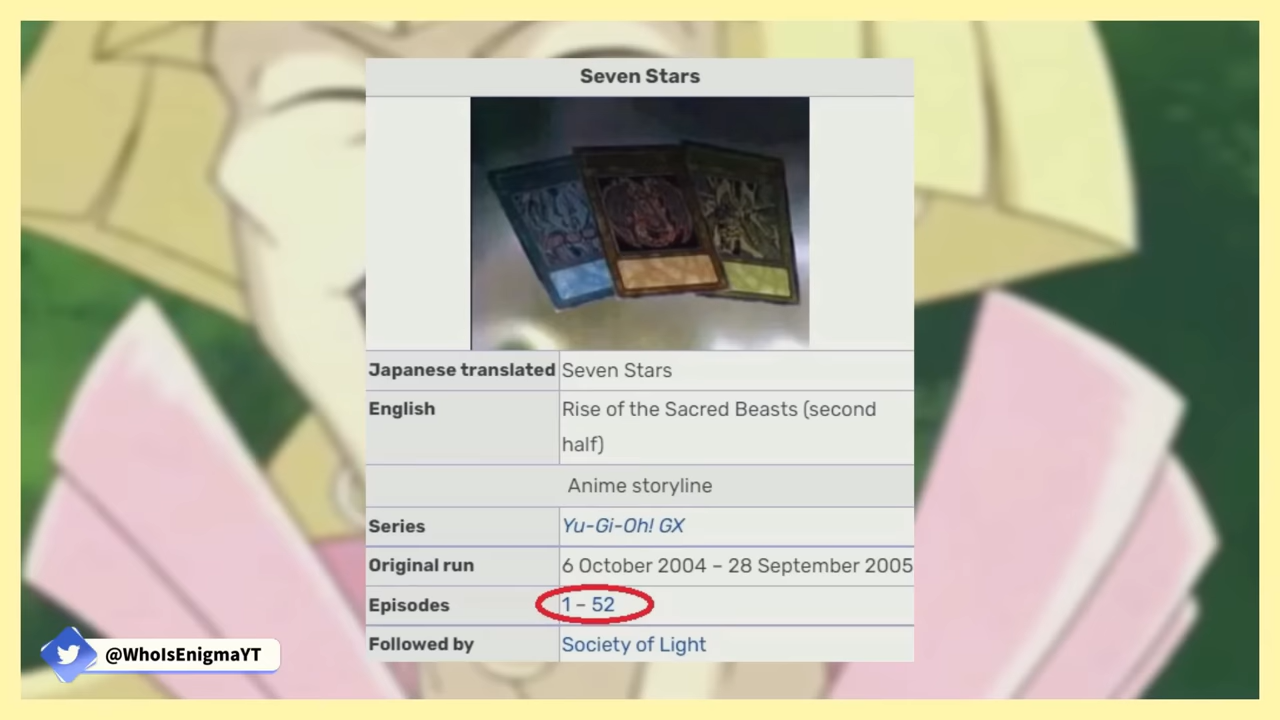 Seven Stars
Japanese translated Seven Stars
English Rise of the Sacred Beasts (second
half)
Anime storyline
Series Yu-Gi-Oh! GX
Original run 6 October 2004 – 28 September 2005
Episodes 1 – 52
Followed by Society of Light
@WhoIsEnigmaYT